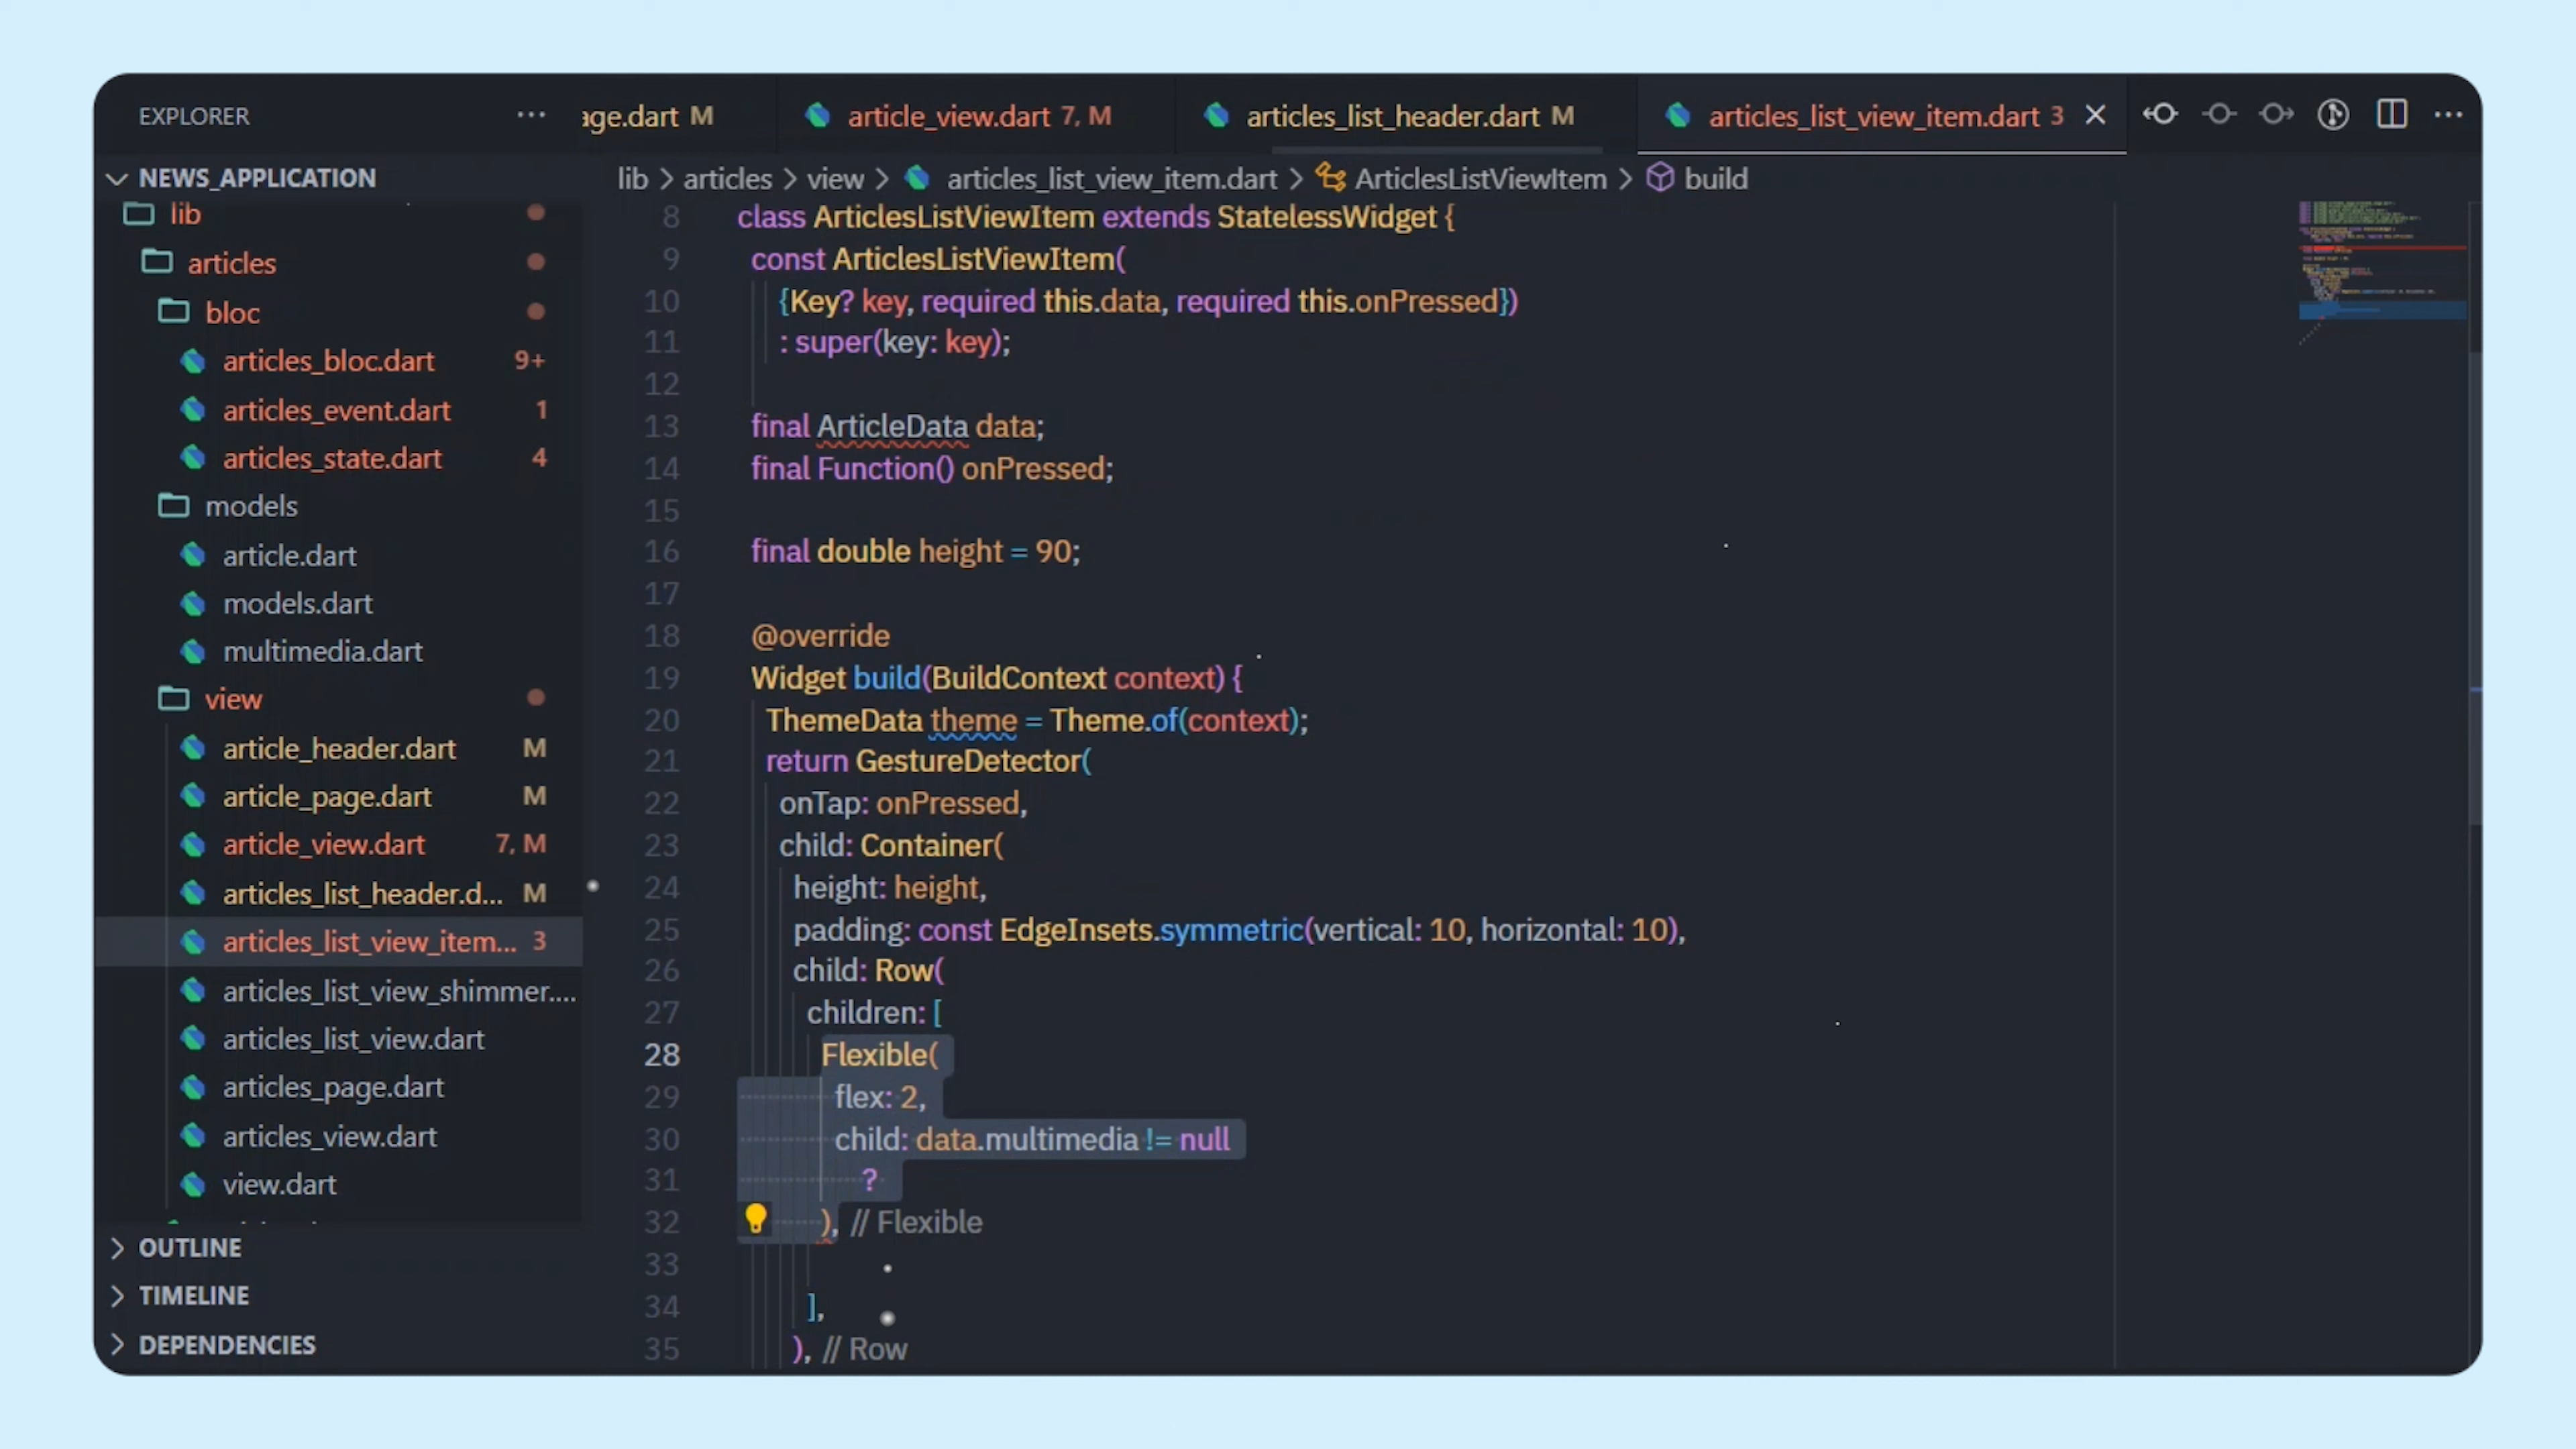 EXPLORER ···
age.dart M
article_view.dart 7, M
articles_list_header.dart M
articles_list_view_item.dart 3
NEWS_APPLICATION
lib
articles
bloc
articles_bloc.dart 9+
articles_event.dart 1
articles_state.dart 4
models
article.dart
models.dart
multimedia.dart
view
article_header.dart M
article_page.dart M
article_view.dart 7, M
articles_list_header.d... M
articles_list_view_item... 3
articles_list_view_shimmer....
articles_list_view.dart
articles_page.dart
articles_view.dart
view.dart
OUTLINE
TIMELINE
DEPENDENCIES
lib > articles > view > articles_list_view_item.dart > ArticlesListViewItem > build
8 class ArticlesListViewItem extends StatelessWidget {
9 const ArticlesListViewItem(
10 {Key? key, required this.data, required this.onPressed})
11 : super(key: key);
12
13 final ArticleData data;
14 final Function() onPressed;
15
16 final double height = 90;
17
18 @override
19 Widget build(BuildContext context) {
20 ThemeData theme = Theme.of(context);
21 return GestureDetector(
22 onTap: onPressed,
23 child: Container(
24 height: height,
25 padding: const EdgeInsets.symmetric(vertical: 10, horizontal: 10),
26 child: Row(
27 children: [
28 Flexible(
29 flex: 2,
30 child: data.multimedia != null
31 ?
32 ), // Flexible
33
34 ],
35 ), // Row